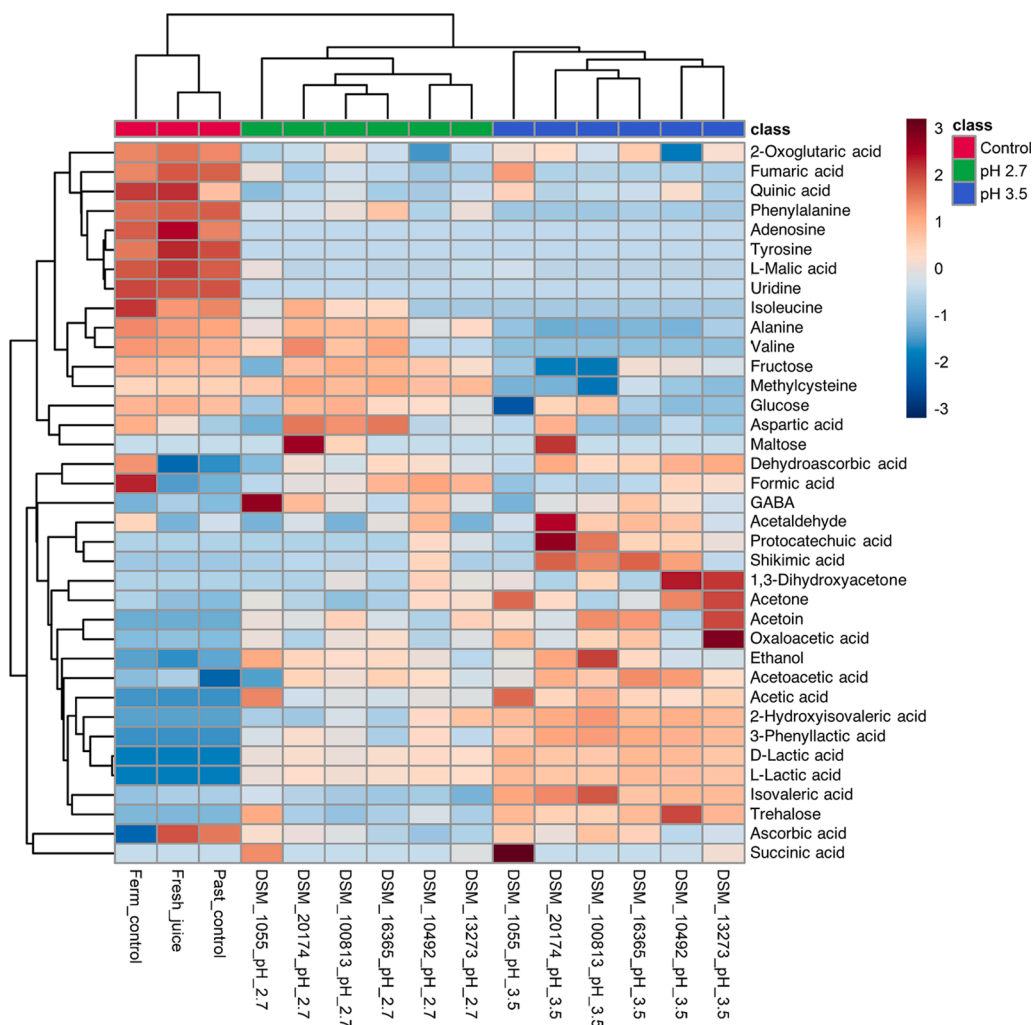 class
2-Oxoglutaric acid
Fumaric acid
Quinic acid
Phenylalanine
Adenosine
Tyrosine
L-Malic acid
Uridine
Isoleucine
Alanine
Valine
Fructose
Methylcysteine
Glucose
Aspartic acid
Maltose
Dehydroascorbic acid
Formic acid
GABA
Acetaldehyde
Protocatechuic acid
Shikimic acid
1,3-Dihydroxyacetone
Acetone
Acetoin
Oxaloacetic acid
Ethanol
Acetoacetic acid
Acetic acid
2-Hydroxyisovaleric acid
3-Phenyllactic acid
D-Lactic acid
L-Lactic acid
Isovaleric acid
Trehalose
Ascorbic acid
Succinic acid
3
2
1
0
-1
-2
-3
class
Control
pH 2.7
pH 3.5
Ferm_control
Fresh_juice
Past_control
DSM_1055_pH_2.7
DSM_20174_pH_2.7
DSM_100813_pH_2.7
DSM_16365_pH_2.7
DSM_10492_pH_2.7
DSM_13273_pH_2.7
DSM_1055_pH_3.5
DSM_20174_pH_3.5
DSM_100813_pH_3.5
DSM_16365_pH_3.5
DSM_10492_pH_3.5
DSM_13273_pH_3.5